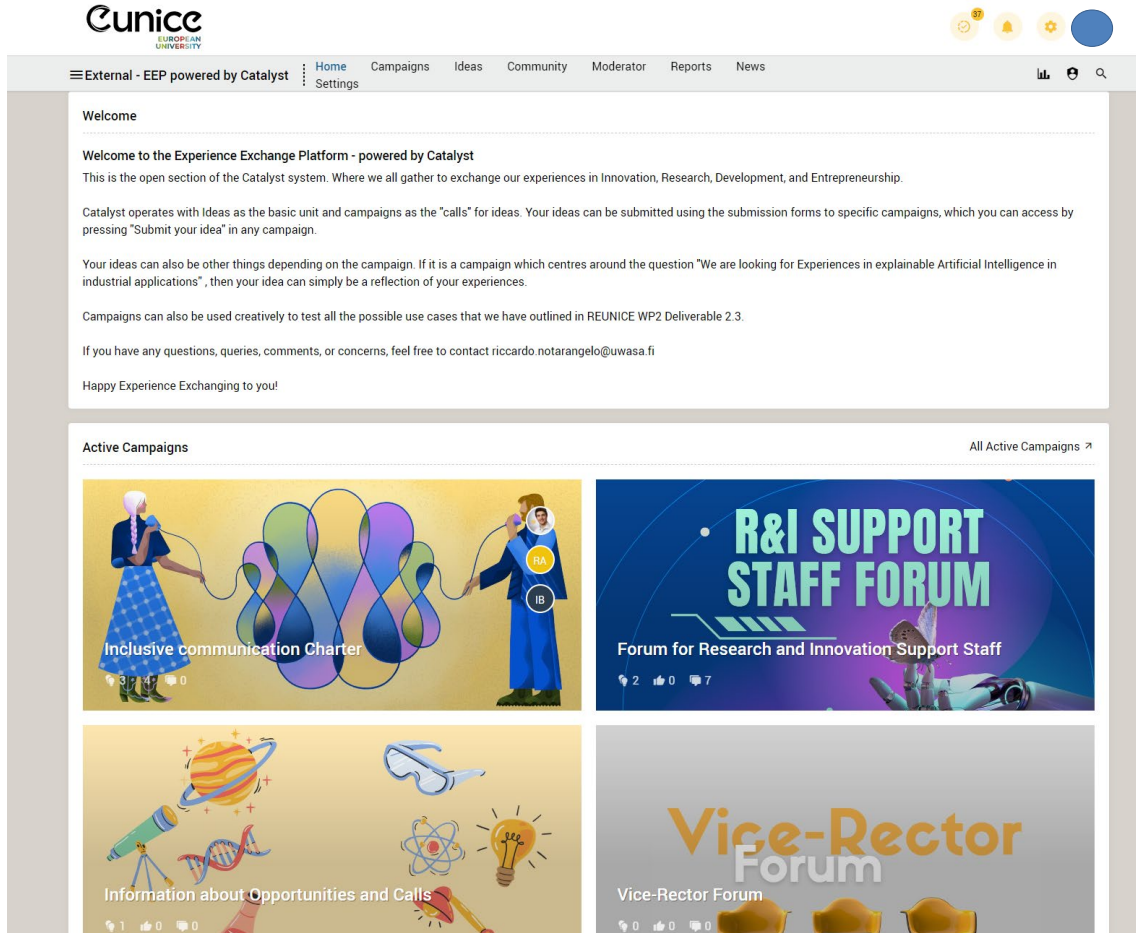 eunice
EUROPEAN
UNIVERSITY
37
External - EEP powered by Catalyst
Home Campaigns Ideas Community Moderator Reports News
Settings
Welcome
Welcome to the Experience Exchange Platform - powered by Catalyst
This is the open section of the Catalyst system. Where we all gather to exchange our experiences in Innovation, Research, Development, and Entrepreneurship.
Catalyst operates with Ideas as the basic unit and campaigns as the "calls" for ideas. Your ideas can be submitted using the submission forms to specific campaigns, which you can access by
pressing "Submit your idea" in any campaign.
Your ideas can also be other things depending on the campaign. If it is a campaign which centres around the question "We are looking for Experiences in explainable Artificial Intelligence in
industrial applications" , then your idea can simply be a reflection of your experiences.
Campaigns can also be used creatively to test all the possible use cases that we have outlined in REUNICE WP2 Deliverable 2.3.
If you have any questions, queries, comments, or concerns, feel free to contact riccardo.notarangelo@uwasa.fi
Happy Experience Exchanging to you!
Active Campaigns
All Active Campaigns
RA
IB
Inclusive communication Charter
3 4 0
R&I SUPPORT
STAFF FORUM
Forum for Research and Innovation Support Staff
2 0 7
Information about Opportunities and Calls
1 0 0
Vice-Rector
Forum
Vice-Rector Forum
0 0 0